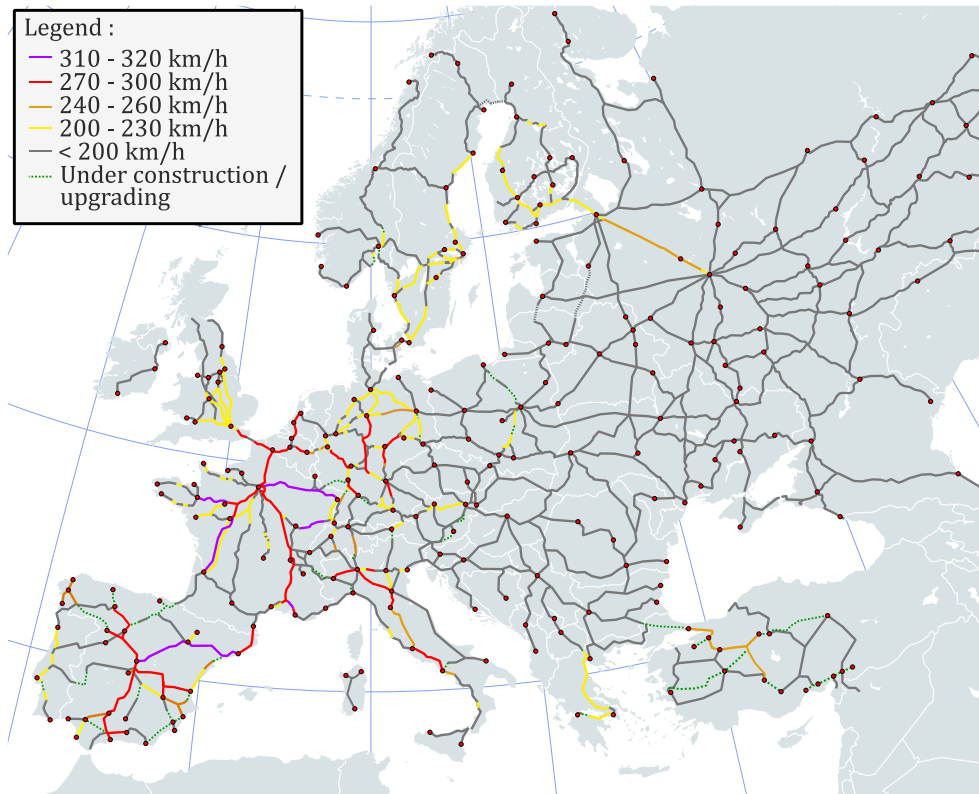 Legend :
310 - 320 km/h
270 - 300 km/h
240 - 260 km/h
200 - 230 km/h
< 200 km/h
Under construction /
upgrading